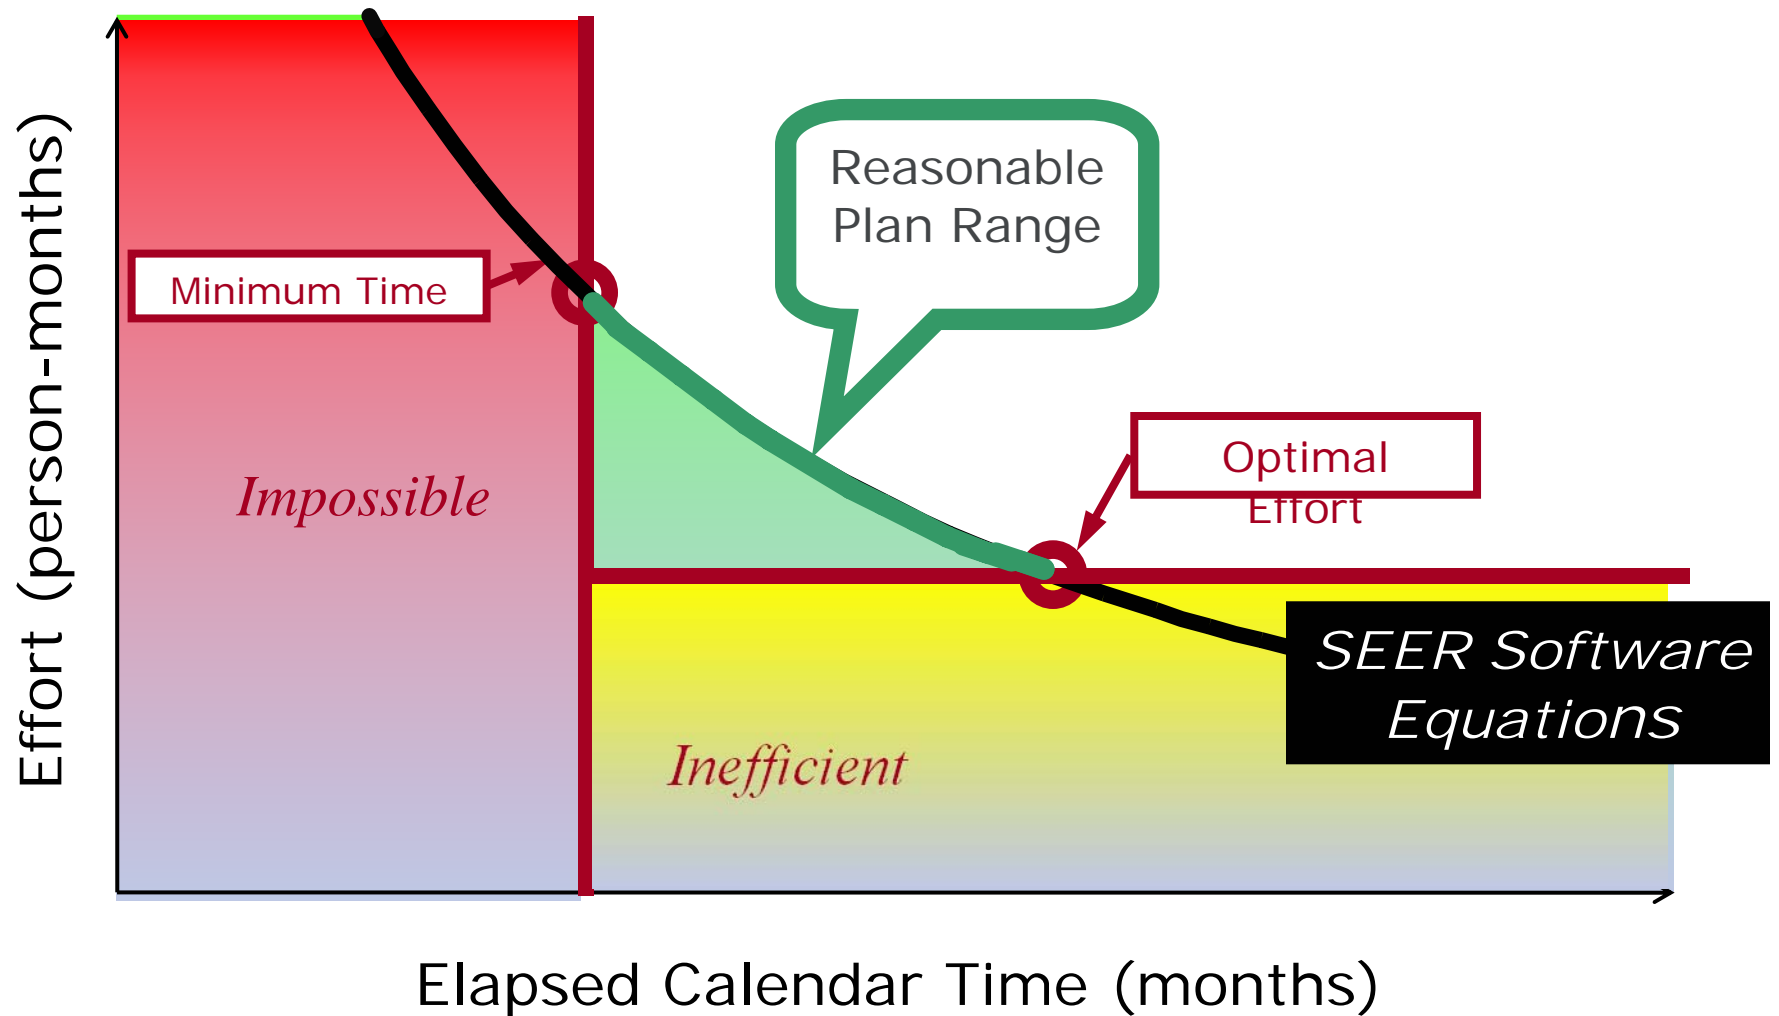 Effort (person-months)
Reasonable
Plan Range
Minimum Time
Optimal
Effort
Impossible
SEER Software
Equations
Inefficient
Elapsed Calendar Time (months)